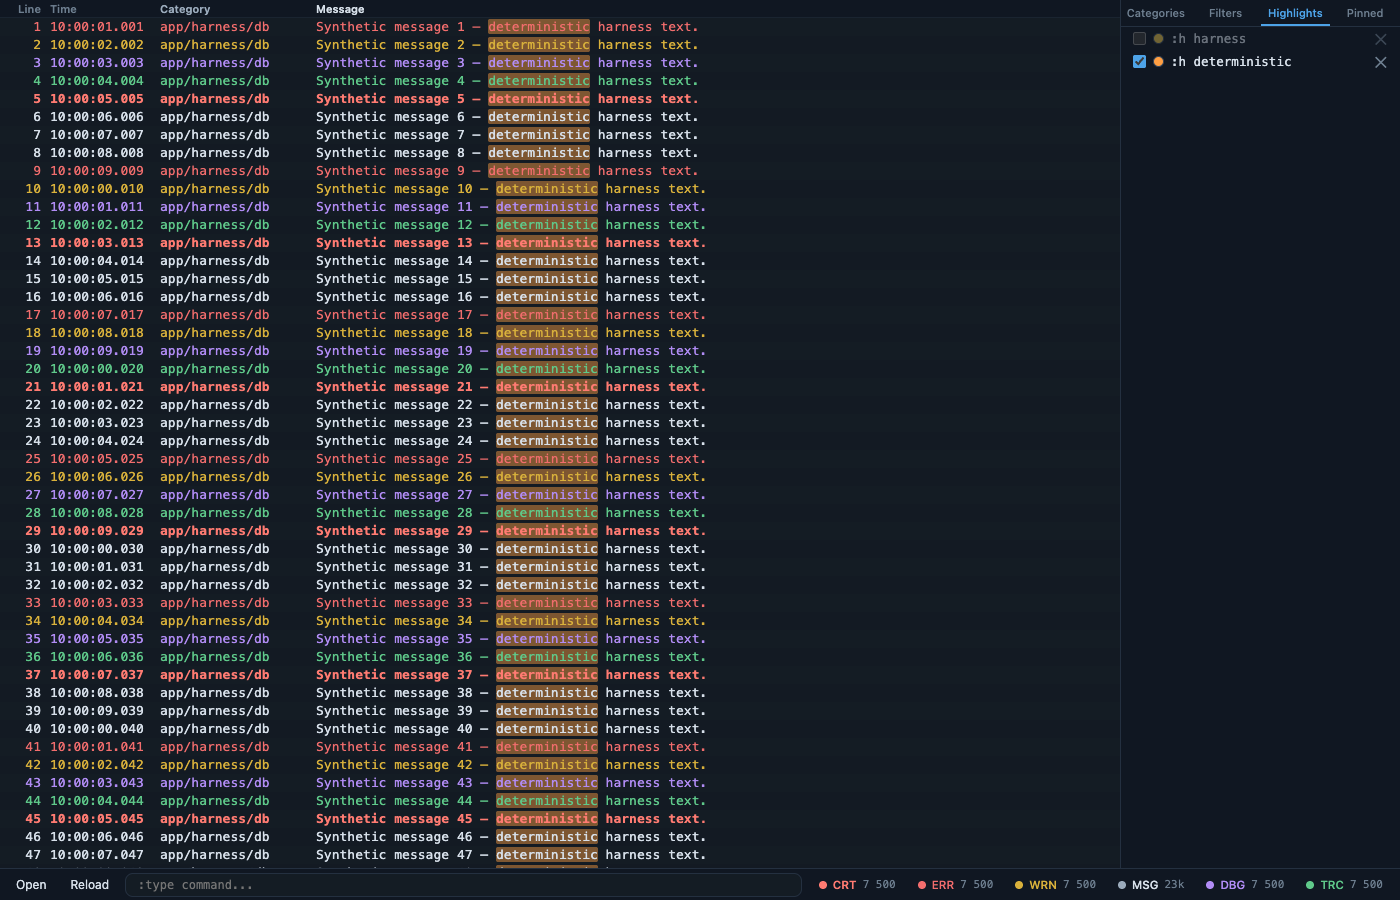 Line Time Category Message
1 10:00:01.001 app/harness/db Synthetic message 1 — deterministic harness text.
2 10:00:02.002 app/harness/db Synthetic message 2 — deterministic harness text.
3 10:00:03.003 app/harness/db Synthetic message 3 — deterministic harness text.
4 10:00:04.004 app/harness/db Synthetic message 4 — deterministic harness text.
5 10:00:05.005 app/harness/db Synthetic message 5 — deterministic harness text.
6 10:00:06.006 app/harness/db Synthetic message 6 — deterministic harness text.
7 10:00:07.007 app/harness/db Synthetic message 7 — deterministic harness text.
8 10:00:08.008 app/harness/db Synthetic message 8 — deterministic harness text.
9 10:00:09.009 app/harness/db Synthetic message 9 — deterministic harness text.
10 10:00:00.010 app/harness/db Synthetic message 10 — deterministic harness text.
11 10:00:01.011 app/harness/db Synthetic message 11 — deterministic harness text.
12 10:00:02.012 app/harness/db Synthetic message 12 — deterministic harness text.
13 10:00:03.013 app/harness/db Synthetic message 13 — deterministic harness text.
14 10:00:04.014 app/harness/db Synthetic message 14 — deterministic harness text.
15 10:00:05.015 app/harness/db Synthetic message 15 — deterministic harness text.
16 10:00:06.016 app/harness/db Synthetic message 16 — deterministic harness text.
17 10:00:07.017 app/harness/db Synthetic message 17 — deterministic harness text.
18 10:00:08.018 app/harness/db Synthetic message 18 — deterministic harness text.
19 10:00:09.019 app/harness/db Synthetic message 19 — deterministic harness text.
20 10:00:00.020 app/harness/db Synthetic message 20 — deterministic harness text.
21 10:00:01.021 app/harness/db Synthetic message 21 — deterministic harness text.
22 10:00:02.022 app/harness/db Synthetic message 22 — deterministic harness text.
23 10:00:03.023 app/harness/db Synthetic message 23 — deterministic harness text.
24 10:00:04.024 app/harness/db Synthetic message 24 — deterministic harness text.
25 10:00:05.025 app/harness/db Synthetic message 25 — deterministic harness text.
26 10:00:06.026 app/harness/db Synthetic message 26 — deterministic harness text.
27 10:00:07.027 app/harness/db Synthetic message 27 — deterministic harness text.
28 10:00:08.028 app/harness/db Synthetic message 28 — deterministic harness text.
29 10:00:09.029 app/harness/db Synthetic message 29 — deterministic harness text.
30 10:00:00.030 app/harness/db Synthetic message 30 — deterministic harness text.
31 10:00:01.031 app/harness/db Synthetic message 31 — deterministic harness text.
32 10:00:02.032 app/harness/db Synthetic message 32 — deterministic harness text.
33 10:00:03.033 app/harness/db Synthetic message 33 — deterministic harness text.
34 10:00:04.034 app/harness/db Synthetic message 34 — deterministic harness text.
35 10:00:05.035 app/harness/db Synthetic message 35 — deterministic harness text.
36 10:00:06.036 app/harness/db Synthetic message 36 — deterministic harness text.
37 10:00:07.037 app/harness/db Synthetic message 37 — deterministic harness text.
38 10:00:08.038 app/harness/db Synthetic message 38 — deterministic harness text.
39 10:00:09.039 app/harness/db Synthetic message 39 — deterministic harness text.
40 10:00:00.040 app/harness/db Synthetic message 40 — deterministic harness text.
41 10:00:01.041 app/harness/db Synthetic message 41 — deterministic harness text.
42 10:00:02.042 app/harness/db Synthetic message 42 — deterministic harness text.
43 10:00:03.043 app/harness/db Synthetic message 43 — deterministic harness text.
44 10:00:04.044 app/harness/db Synthetic message 44 — deterministic harness text.
45 10:00:05.045 app/harness/db Synthetic message 45 — deterministic harness text.
46 10:00:06.046 app/harness/db Synthetic message 46 — deterministic harness text.
47 10:00:07.047 app/harness/db Synthetic message 47 — deterministic harness text.
Categories Filters Highlights Pinned
:h harness
:h deterministic
Open Reload :type command... CRT 7 500 ERR 7 500 WRN 7 500 MSG 23k DBG 7 500 TRC 7 500